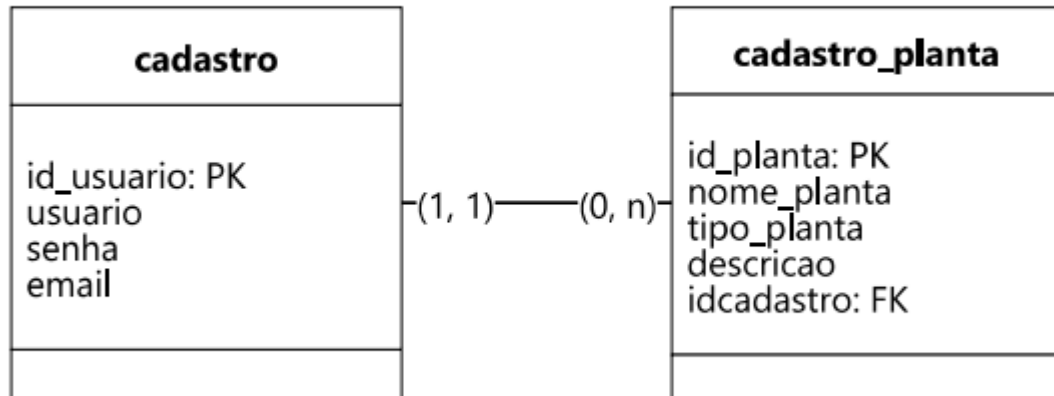 cadastro
id_usuario: PK
usuario
senha
email
(1, 1)
(0, n)
cadastro_planta
id_planta: PK
nome_planta
tipo_planta
descricao
idcadastro: FK